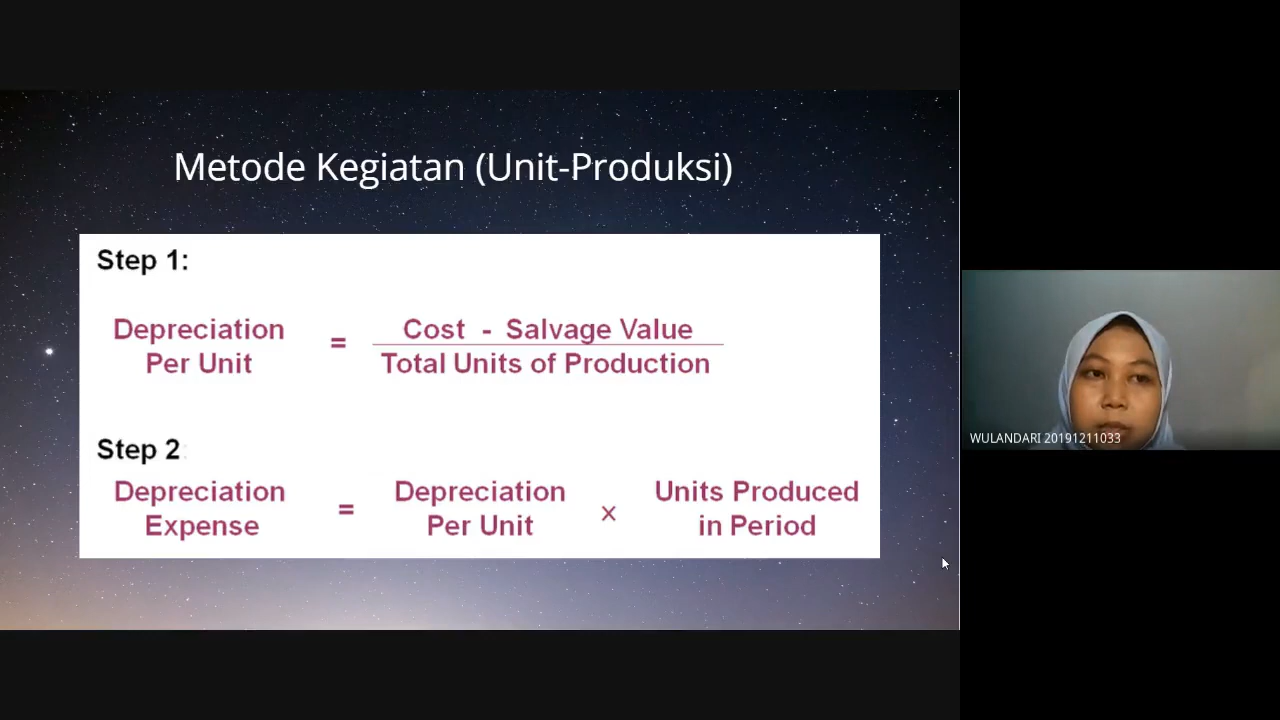 Metode Kegiatan (Unit-Produksi)
Step 1:
Depreciation Per Unit = Cost - Salvage Value
Total Units of Production
Step 2
Depreciation Expense = Depreciation Per Unit × Units Produced in Period
WULANDARI 20191211033